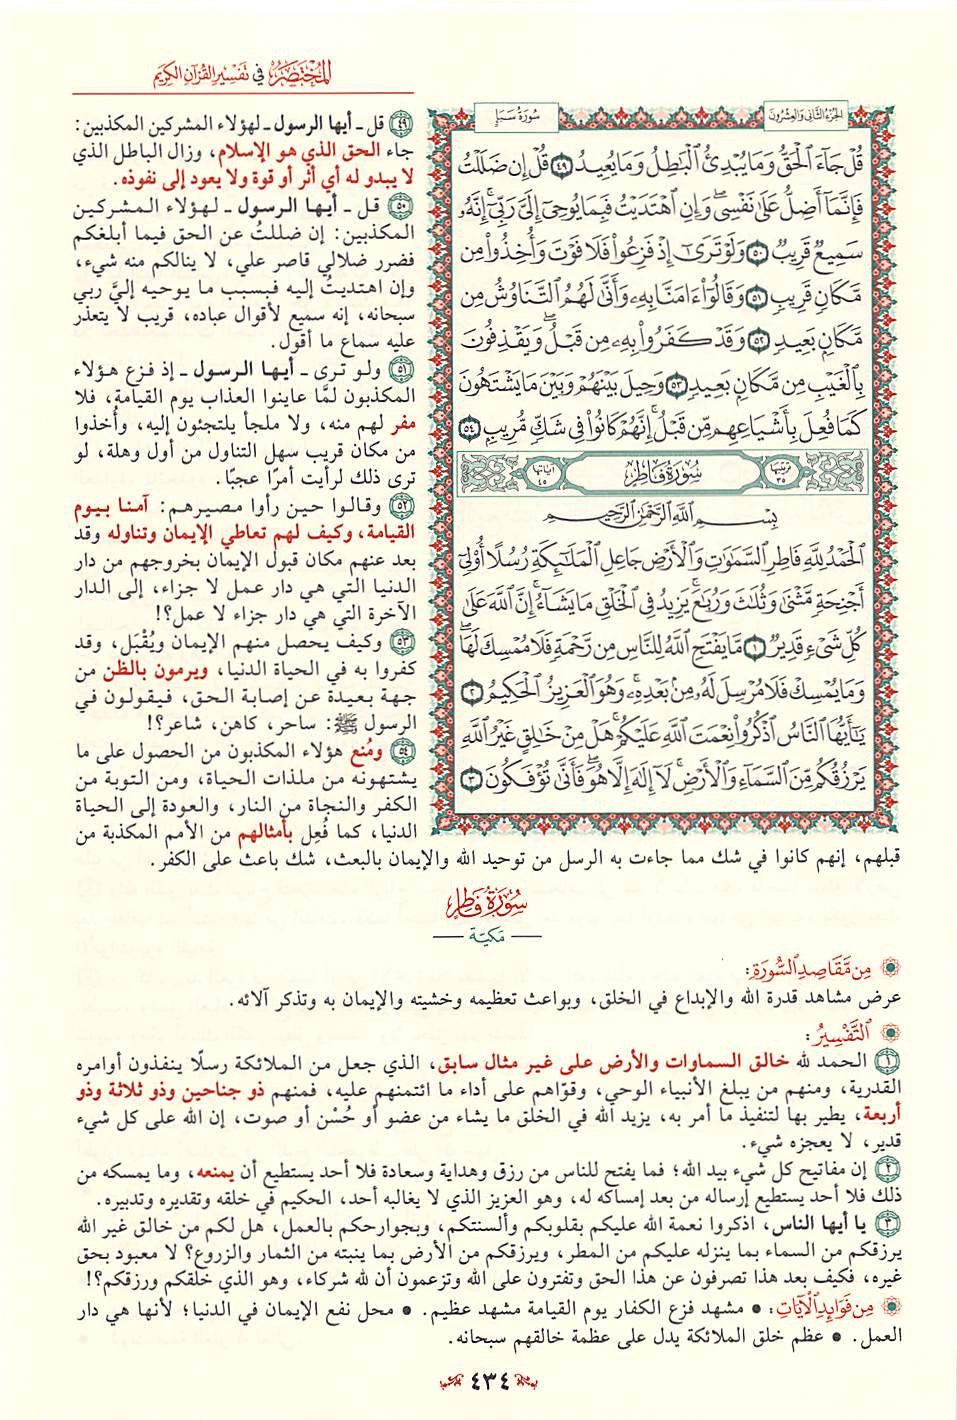 المختصر في تفسير القرآن الكريم
الجزء الثاني والعشرون
سورة سبإ
قُلْ جَآءَ ٱلْحَقُّ وَمَا يُبْدِئُ ٱلْبَٰطِلُ وَمَا يُعِيدُ ٤٩ قُلْ إِن ضَلَلْتُ
فَإِنَّمَآ أَضِلُّ عَلَىٰ نَفْسِىۖ وَإِنِ ٱهْتَدَيْتُ فَبِمَا يُوحِىٓ إِلَىَّ رَبِّىٓۚ إِنَّهُۥ
سَمِيعٌ قَرِيبٌ ٥٠ وَلَوْ تَرَىٰٓ إِذْ فَزِعُوا۟ فَلَا فَوْتَ وَأُخِذُوا۟ مِن
مَّكَانٍ قَرِيبٍ ٥١ وَقَالُوٓا۟ ءَامَنَّا بِهِۦ وَأَنَّىٰ لَهُمُ ٱلتَّنَاوُشُ مِن
مَّكَانٍۭ بَعِيدٍ ٥٢ وَقَدْ كَفَرُوا۟ بِهِۦ مِن قَبْلُۖ وَيَقْذِفُونَ
بِٱلْغَيْبِ مِن مَّكَانٍۭ بَعِيدٍ ٥٣ وَحِيلَ بَيْنَهُمْ وَبَيْنَ مَا يَشْتَهُونَ
كَمَا فُعِلَ بِأَشْيَاعِهِم مِّن قَبْلُۚ إِنَّهُمْ كَانُوا۟ فِى شَكٍّ مُّرِيبٍۭ ٥٤
ترتيبها ٣٥ سورة فاطر آياتها ٤٥
بِسْمِ ٱللَّهِ ٱلرَّحْمَٰنِ ٱلرَّحِيمِ
ٱلْحَمْدُ لِلَّهِ فَاطِرِ ٱلسَّمَٰوَٰتِ وَٱلْأَرْضِ جَاعِلِ ٱلْمَلَٰٓئِكَةِ رُسُلًا أُو۟لِىٓ
أَجْنِحَةٍ مَّثْنَىٰ وَثُلَٰثَ وَرُبَٰعَۚ يَزِيدُ فِى ٱلْخَلْقِ مَا يَشَآءُۚ إِنَّ ٱللَّهَ عَلَىٰ
كُلِّ شَىْءٍ قَدِيرٌ ١ مَّا يَفْتَحِ ٱللَّهُ لِلنَّاسِ مِن رَّحْمَةٍ فَلَا مُمْسِكَ لَهَاۖ
وَمَا يُمْسِكْ فَلَا مُرْسِلَ لَهُۥ مِنۢ بَعْدِهِۦۚ وَهُوَ ٱلْعَزِيزُ ٱلْحَكِيمُ ٢
يَٰٓأَيُّهَا ٱلنَّاسُ ٱذْكُرُوا۟ نِعْمَتَ ٱللَّهِ عَلَيْكُمْۚ هَلْ مِنْ خَٰلِقٍ غَيْرُ ٱللَّهِ
يَرْزُقُكُم مِّنَ ٱلسَّمَآءِ وَٱلْأَرْضِۚ لَآ إِلَٰهَ إِلَّا هُوَۖ فَأَنَّىٰ تُؤْفَكُونَ ٣
٤٩ قل ـ أيها الرسول ـ لهؤلاء المشركين المكذبين:
جاء الحق الذي هو الإسلام، وزال الباطل الذي
لا يبدو له أي أثر أو قوة ولا يعود إلى نفوذه.
٥٠ قل ـ أيها الرسول ـ لهؤلاء المشركين
المكذبين: إن ضللتُ عن الحق فيما أبلغكم
فضرر ضلالي قاصر علي، لا ينالكم منه شيء،
وإن اهتديتُ إليه فبسبب ما يوحيه إليَّ ربي
سبحانه، إنه سميع لأقوال عباده، قريب لا يتعذر
عليه سماع ما أقول.
٥١ ولو ترى ـ أيها الرسول ـ إذ فزع هؤلاء
المكذبون لمَّا عاينوا العذاب يوم القيامة، فلا
مفر لهم منه، ولا ملجأ يلتجئون إليه، وأُخذوا
من مكان قريب سهل التناول من أول وهلة، لو
ترى ذلك لرأيت أمرًا عجبًا.
٥٢ وقالوا حين رأوا مصيرهم: آمنا بيوم
القيامة، وكيف لهم تعاطي الإيمان وتناوله وقد
بعد عنهم مكان قبول الإيمان بخروجهم من دار
الدنيا التي هي دار عمل لا جزاء، إلى الدار
الآخرة التي هي دار جزاء لا عمل؟!
٥٣ وكيف يحصل منهم الإيمان ويُقْبَل، وقد
كفروا به في الحياة الدنيا، ويرمون بالظن من
جهة بعيدة عن إصابة الحق، فيقولون في
الرسول ﷺ: ساحر، كاهن، شاعر؟!
٥٤ ومُنع هؤلاء المكذبون من الحصول على ما
يشتهونه من ملذات الحياة، ومن التوبة من
الكفر والنجاة من النار، والعودة إلى الحياة
الدنيا، كما فُعِل بأمثالهم من الأمم المكذبة من
قبلهم، إنهم كانوا في شك مما جاءت به الرسل من توحيد الله والإيمان بالبعث، شك باعث على الكفر.
سورة فاطر
— مكية —
من مقاصد السورة:
عرض مشاهد قدرة الله والإبداع في الخلق، وبواعث تعظيمه وخشيته والإيمان به وتذكر آلائه.
التفسير:
١ الحمد لله خالق السماوات والأرض على غير مثال سابق، الذي جعل من الملائكة رسلًا ينفذون أوامره
القدرية، ومنهم من يبلغ الأنبياء الوحي، وقوّاهم على أداء ما ائتمنهم عليه، فمنهم ذو جناحين وذو ثلاثة وذو
أربعة، يطير بها لتنفيذ ما أمر به، يزيد الله في الخلق ما يشاء من عضو أو حُسْن أو صوت، إن الله على كل شيء
قدير، لا يعجزه شيء.
٢ إن مفاتيح كل شيء بيد الله؛ فما يفتح للناس من رزق وهداية وسعادة فلا أحد يستطيع أن يمنعه، وما يمسكه من
ذلك فلا أحد يستطيع إرساله من بعد إمساكه له، وهو العزيز الذي لا يغالبه أحد، الحكيم في خلقه وتقديره وتدبيره.
٣ يا أيها الناس، اذكروا نعمة الله عليكم بقلوبكم وألسنتكم، وبجوارحكم بالعمل، هل لكم من خالق غير الله
يرزقكم من السماء بما ينزله عليكم من المطر، ويرزقكم من الأرض بما ينبته من الثمار والزروع؟ لا معبود بحق
غيره، فكيف بعد هذا تصرفون عن هذا الحق وتفترون على الله وتزعمون أن لله شركاء، وهو الذي خلقكم ورزقكم؟!
من فوائد الآيات: • مشهد فزع الكفار يوم القيامة مشهد عظيم. • محل نفع الإيمان في الدنيا؛ لأنها هي دار
العمل. • عظم خلق الملائكة يدل على عظمة خالقهم سبحانه.
٤٣٤